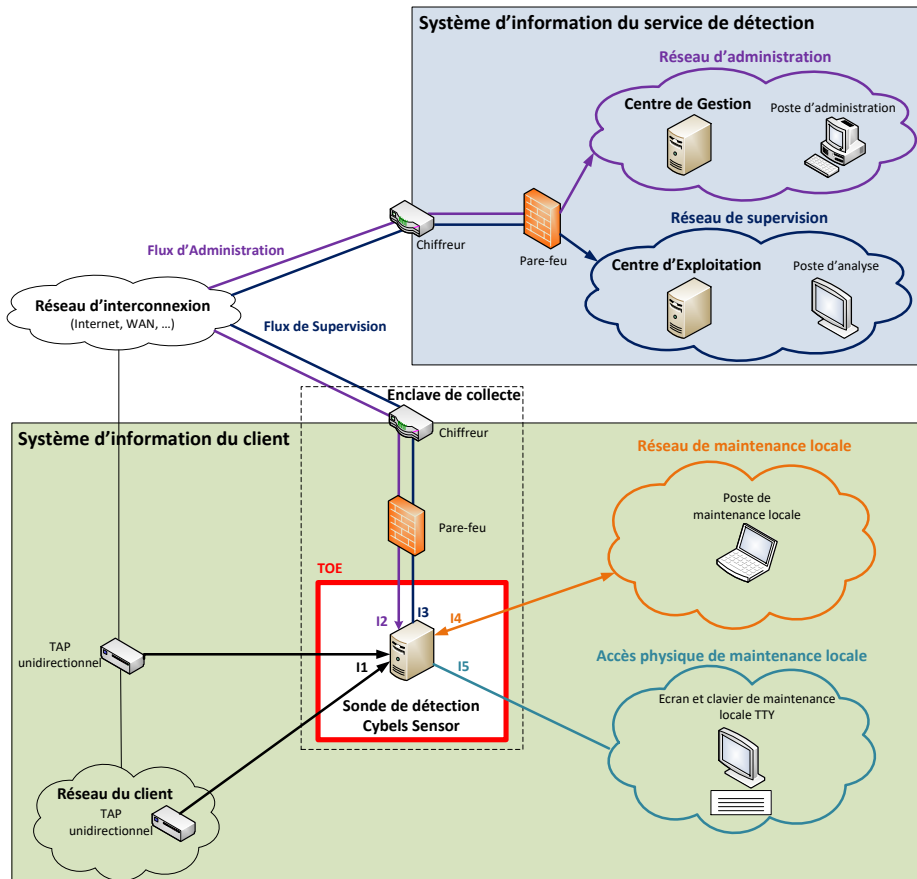 Système d'information du service de détection
Réseau d'administration
Centre de Gestion
Poste d'administration
Chiffreur
Pare-feu
Réseau de supervision
Centre d'Exploitation
Poste d'analyse
Flux d'Administration
Réseau d'interconnexion
(Internet, WAN, ...)
Flux de Supervision
Enclave de collecte
Chiffreur
Système d'information du client
Pare-feu
Réseau de maintenance locale
Poste de
maintenance locale
TOE
I2
I3
I4
I1
I5
TAP
unidirectionnel
Sonde de détection
Cybels Sensor
Accès physique de maintenance locale
Ecran et clavier de maintenance
locale TTY
Réseau du client
TAP
unidirectionnel